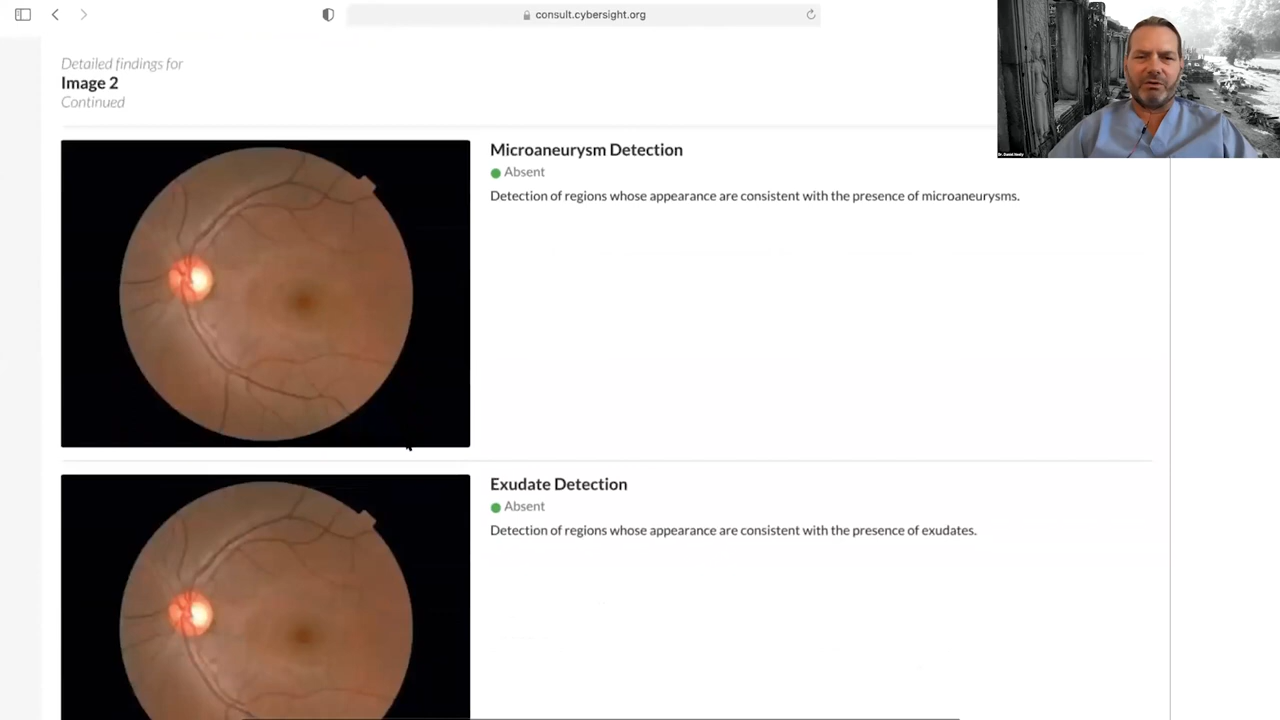 consult.cybersight.org
Detailed findings for
Image 2
Continued
Microaneurysm Detection
Absent
Detection of regions whose appearance are consistent with the presence of microaneurysms.
Exudate Detection
Absent
Detection of regions whose appearance are consistent with the presence of exudates.